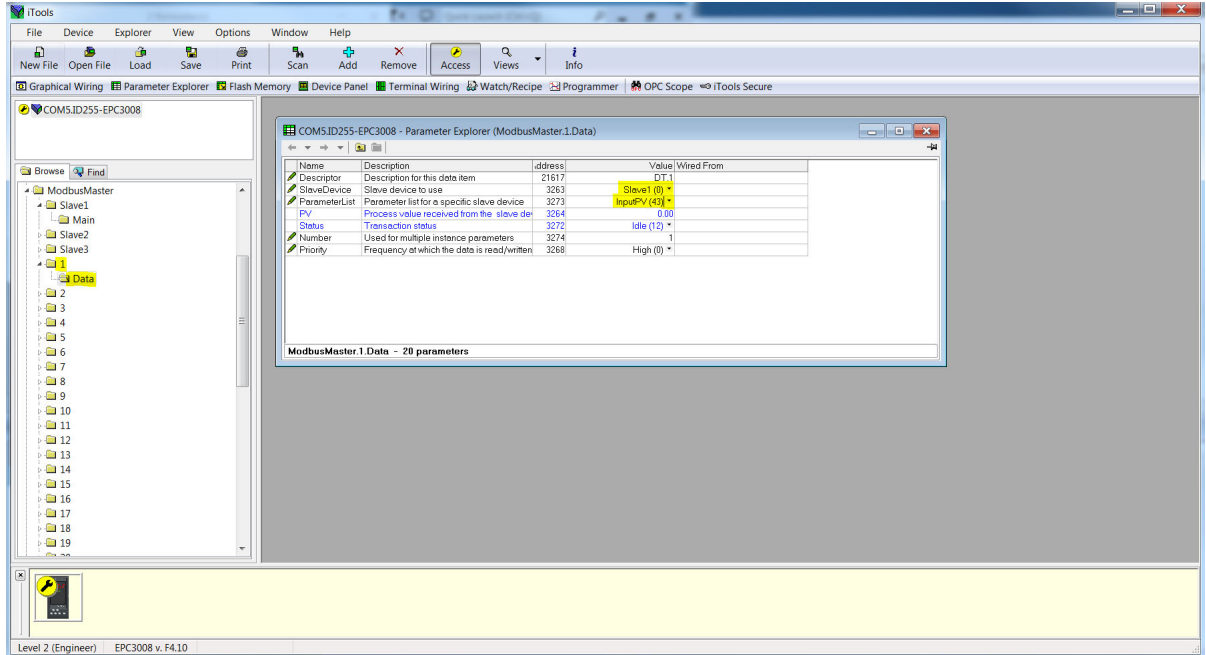 iTools
File Device Explorer View Options Window Help
New File Open File Load Save Print Scan Add Remove Access Views Info
Graphical Wiring Parameter Explorer Flash Memory Device Panel Terminal Wiring Watch/Recipe Programmer OPC Scope iTools Secure
COM5.ID255-EPC3008
Browse Find
ModbusMaster
Slave1
Main
Slave2
Slave3
1
Data
2
3
4
5
6
7
8
9
10
11
12
13
14
15
16
17
18
19
COM5.ID255-EPC3008 - Parameter Explorer (ModbusMaster.1.Data)
Name Description ddress Value Wired From
Descriptor Description for this data item 21617 DT.1
SlaveDevice Slave device to use 3263 Slave1 (0)
ParameterList Parameter list for a specific slave device 3273 InputPV (43)
PV Process value received from the slave de 3264 0.00
Status Transaction status 3272 Idle (12)
Number Used for multiple instance parameters 3274 1
Priority Frequency at which the data is read/written 3268 High (0)
ModbusMaster.1.Data - 20 parameters
Level 2 (Engineer) EPC3008 v. F4.10